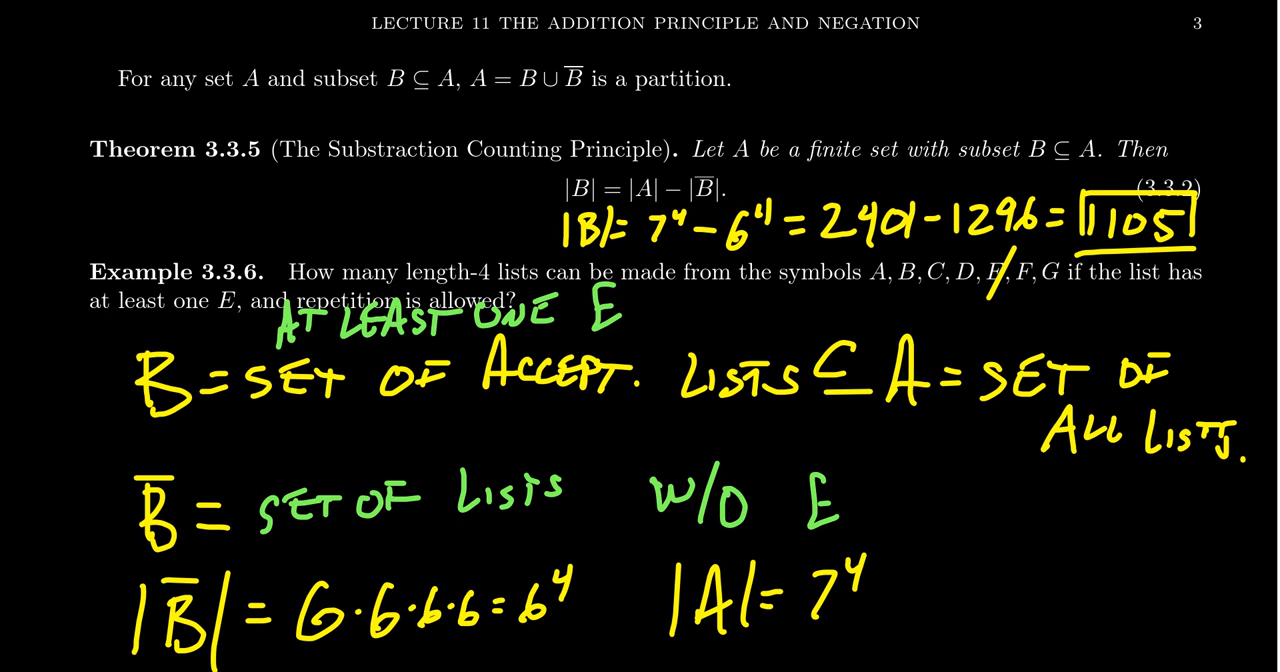 LECTURE 11 THE ADDITION PRINCIPLE AND NEGATION 3
For any set A and subset B ⊆ A, A = B ∪ B̅ is a partition.
Theorem 3.3.5 (The Substraction Counting Principle). Let A be a finite set with subset B ⊆ A. Then
|B| = |A| − |B̅|. (3.3.2)
|B| = 7⁴ − 6⁴ = 2401 − 1296 = 1105
Example 3.3.6. How many length-4 lists can be made from the symbols A, B, C, D, E, F, G if the list has
at least one E, and repetition is allowed?
AT LEAST ONE E
B = SET OF ACCEPT. LISTS ⊆ A = SET OF
ALL LISTS.
B̅ = SET OF LISTS W/O E
|B̅| = 6·6·6·6 = 6⁴ |A| = 7⁴